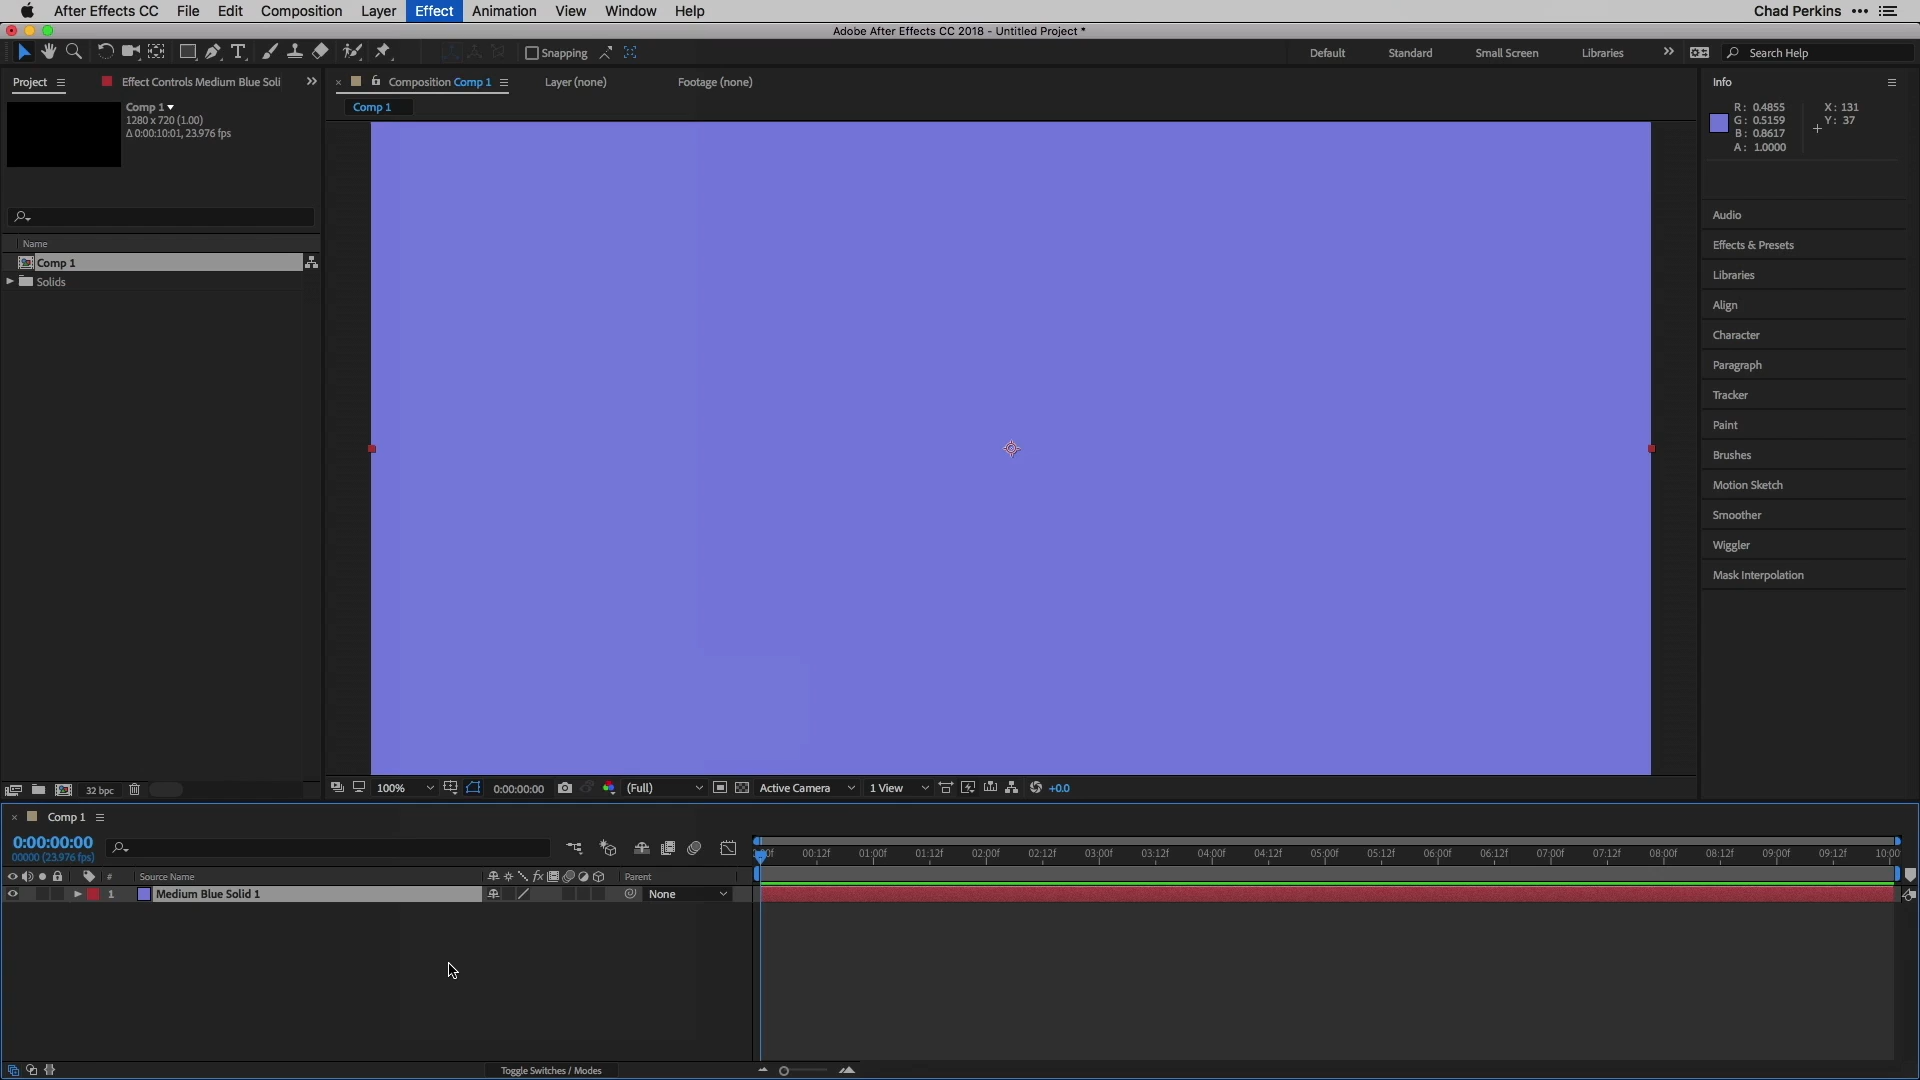 After Effects CC File Edit Composition Layer Effect Animation View Window Help Chad Perkins
Adobe After Effects CC 2018 - Untitled Project *
Snapping Default Standard Small Screen Libraries Search Help
Project Effect Controls Medium Blue Soli Composition Comp 1 Layer (none) Footage (none) Info
Comp 1
1280 x 720 (1.00)
Δ 0:00:10:01, 23.976 fps
Comp 1
R: 0.4855 X: 131
G: 0.5159 Y: 37
B: 0.8617
A: 1.0000
Name
Comp 1
Solids
Audio
Effects & Presets
Libraries
Align
Character
Paragraph
Tracker
Paint
Brushes
Motion Sketch
Smoother
Wiggler
Mask Interpolation
32 bpc 100% 0:00:00:00 (Full) Active Camera 1 View +0.0
Comp 1
0:00:00:00
00000 (23.976 fps)
00:12f 01:00f 01:12f 02:00f 02:12f 03:00f 03:12f 04:00f 04:12f 05:00f 05:12f 06:00f 06:12f 07:00f 07:12f 08:00f 08:12f 09:00f 09:12f 10:00
# Source Name fx Parent
1 Medium Blue Solid 1 None
Toggle Switches / Modes